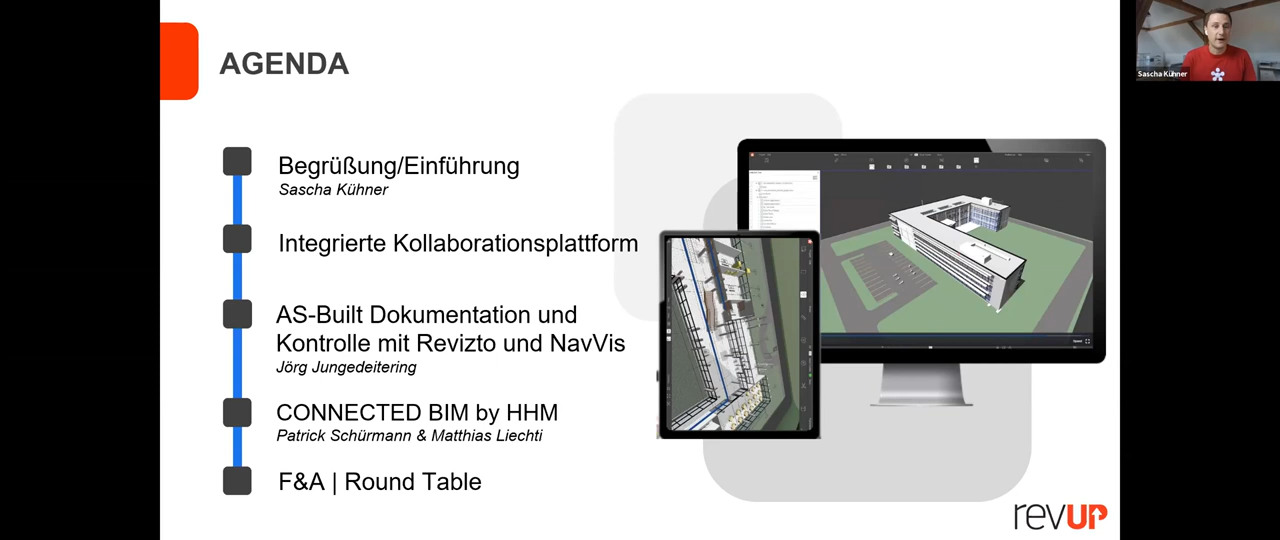 AGENDA
Sascha Kühner
Begrüßung/Einführung
Sascha Kühner
Integrierte Kollaborationsplattform
AS-Built Dokumentation und
Kontrolle mit Revizto und NavVis
Jörg Jungedeitering
CONNECTED BIM by HHM
Patrick Schürmann & Matthias Liechti
F&A | Round Table
revUP